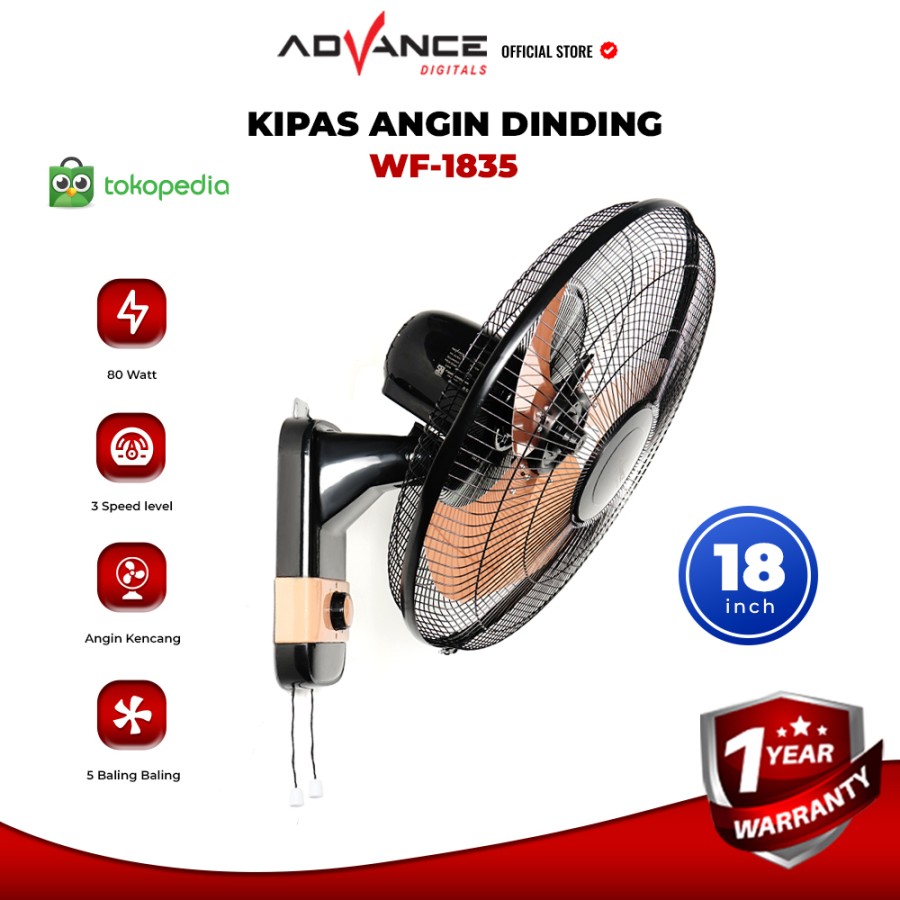 ADVANCE
DIGITALS
OFFICIAL STORE
KIPAS ANGIN DINDING
WF-1835
tokopedia
80 Watt
3 Speed level
Angin Kencang
5 Baling Baling
18
inch
1 YEAR
WARRANTY